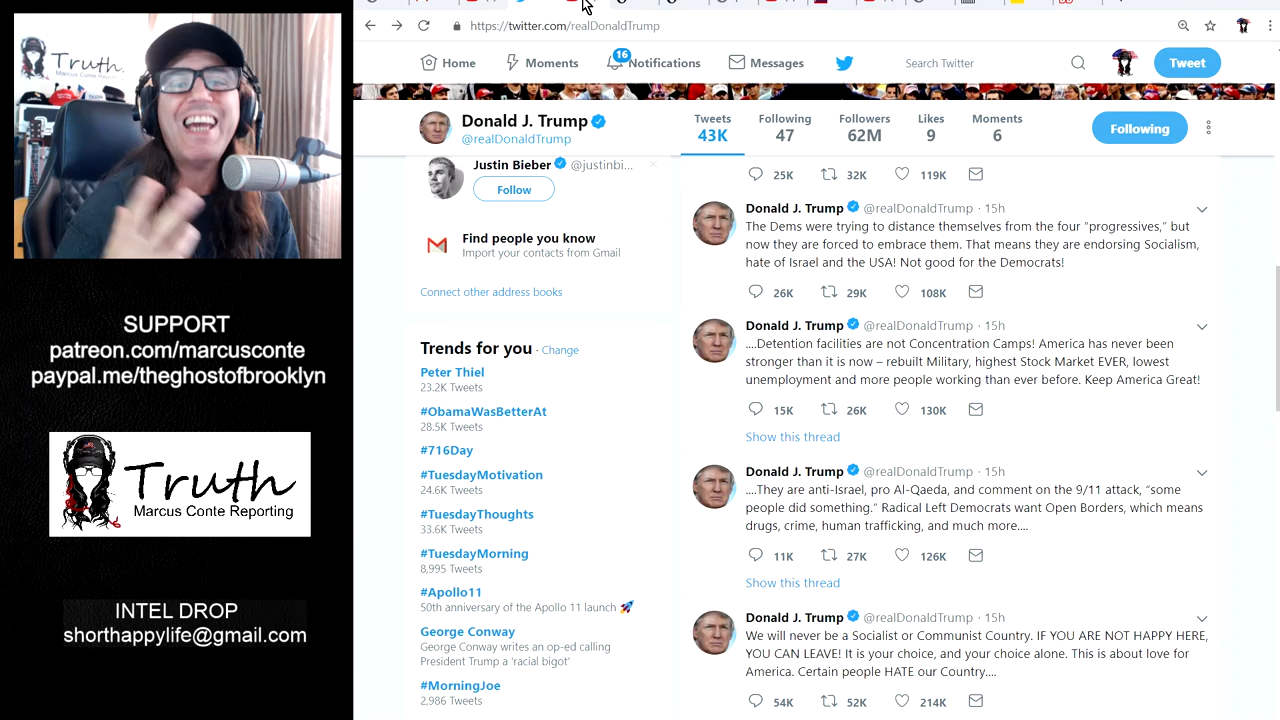 Truth.
MARCUS CONTE REPORTING
SUPPORT
patreon.com/marcusconte
paypal.me/theghostofbrooklyn
Truth
Marcus Conte Reporting
INTEL DROP
shorthappylife@gmail.com
https://twitter.com/realDonaldTrump
Home
Moments
16
Notifications
Messages
Search Twitter
Tweet
Donald J. Trump
@realDonaldTrump
Tweets
43K
Following
47
Followers
62M
Likes
9
Moments
6
Following
Justin Bieber @justinbi...
Follow
Find people you know
Import your contacts from Gmail
Connect other address books
Trends for you · Change
Peter Thiel
23.2K Tweets
#ObamaWasBetterAt
28.5K Tweets
#716Day
#TuesdayMotivation
24.6K Tweets
#TuesdayThoughts
33.6K Tweets
#TuesdayMorning
8,995 Tweets
#Apollo11
50th anniversary of the Apollo 11 launch 🚀
George Conway
George Conway writes an op-ed calling
President Trump a 'racial bigot'
#MorningJoe
2,986 Tweets
25K 32K 119K
Donald J. Trump @realDonaldTrump · 15h
The Dems were trying to distance themselves from the four “progressives,” but
now they are forced to embrace them. That means they are endorsing Socialism,
hate of Israel and the USA! Not good for the Democrats!
26K 29K 108K
Donald J. Trump @realDonaldTrump · 15h
....Detention facilities are not Concentration Camps! America has never been
stronger than it is now – rebuilt Military, highest Stock Market EVER, lowest
unemployment and more people working than ever before. Keep America Great!
15K 26K 130K
Show this thread
Donald J. Trump @realDonaldTrump · 15h
....They are anti-Israel, pro Al-Qaeda, and comment on the 9/11 attack, “some
people did something.” Radical Left Democrats want Open Borders, which means
drugs, crime, human trafficking, and much more....
11K 27K 126K
Show this thread
Donald J. Trump @realDonaldTrump · 15h
We will never be a Socialist or Communist Country. IF YOU ARE NOT HAPPY HERE,
YOU CAN LEAVE! It is your choice, and your choice alone. This is about love for
America. Certain people HATE our Country....
54K 52K 214K